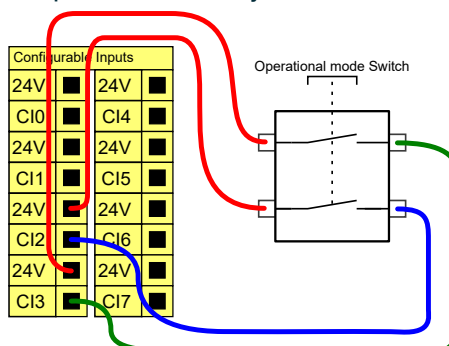 Configurable Inputs
24V 24V
CI0 CI4
24V 24V
CI1 CI5
24V 24V
CI2 CI6
24V 24V
CI3 CI7
Operational mode Switch